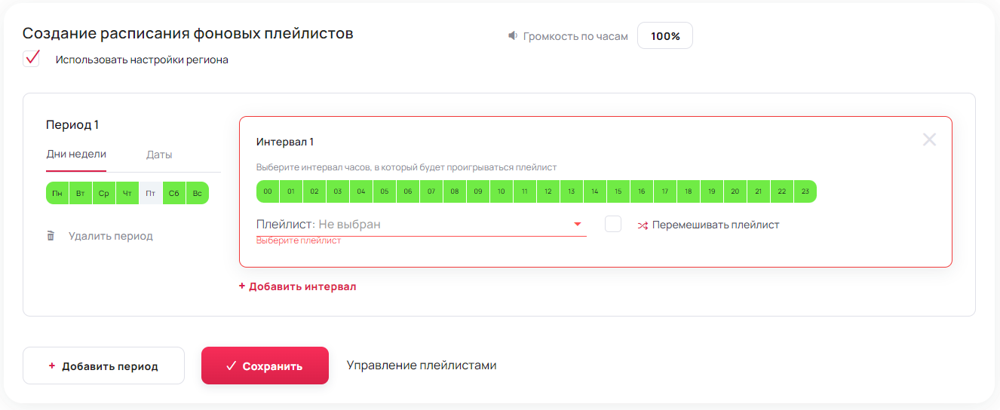 Создание расписания фоновых плейлистов
Громкость по часам 100%
Использовать настройки региона
Период 1
Дни недели Даты
Пн Вт Ср Чт Пт Сб Вс
Удалить период
Интервал 1
Выберите интервал часов, в который будет проигрываться плейлист
00 01 02 03 04 05 06 07 08 09 10 11 12 13 14 15 16 17 18 19 20 21 22 23
Плейлист: Не выбран
Перемешивать плейлист
Выберите плейлист
+ Добавить интервал
+ Добавить период
Сохранить
Управление плейлистами